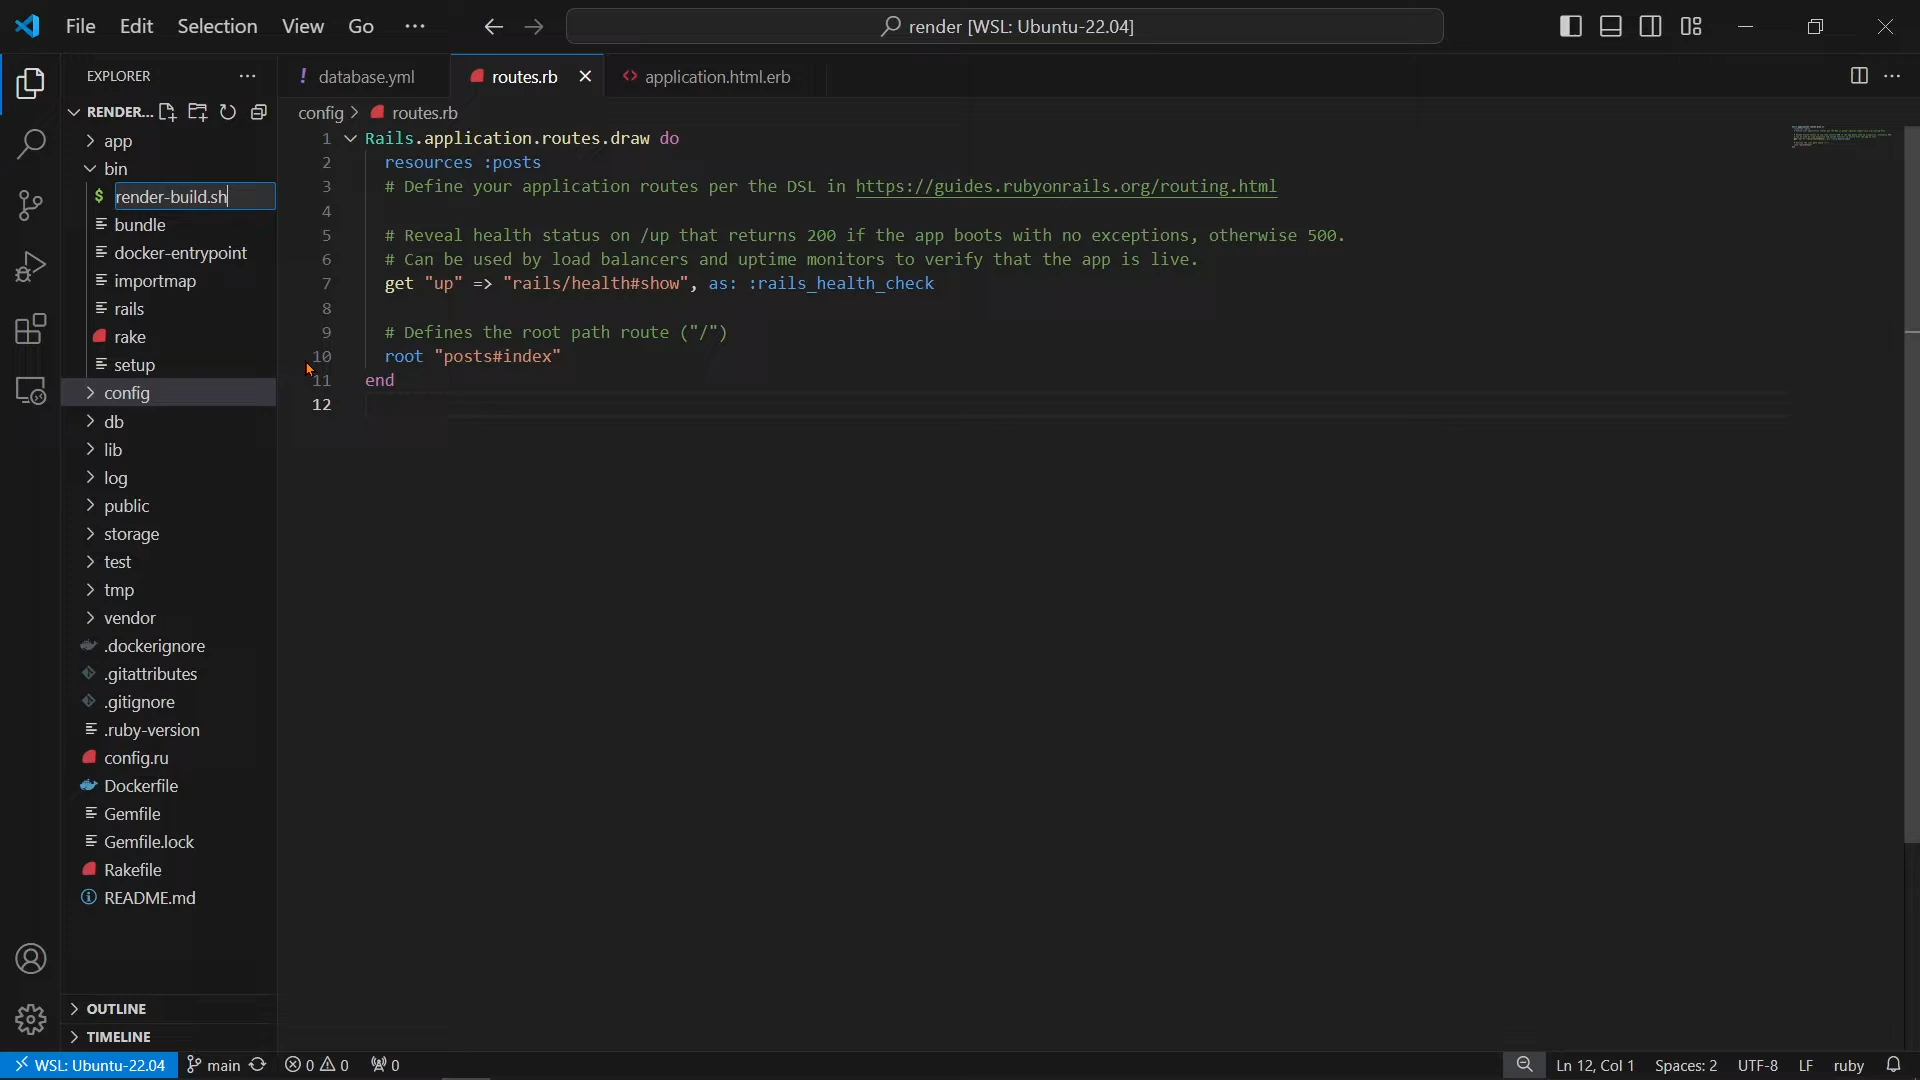 File Edit Selection View Go ···
render [WSL: Ubuntu-22.04]
EXPLORER
RENDER...
app
bin
render-build.sh
bundle
docker-entrypoint
importmap
rails
rake
setup
config
db
lib
log
public
storage
test
tmp
vendor
.dockerignore
.gitattributes
.gitignore
.ruby-version
config.ru
Dockerfile
Gemfile
Gemfile.lock
Rakefile
README.md
OUTLINE
TIMELINE
database.yml routes.rb application.html.erb
config > routes.rb
1 Rails.application.routes.draw do
2 resources :posts
3 # Define your application routes per the DSL in https://guides.rubyonrails.org/routing.html
4
5 # Reveal health status on /up that returns 200 if the app boots with no exceptions, otherwise 500.
6 # Can be used by load balancers and uptime monitors to verify that the app is live.
7 get "up" => "rails/health#show", as: :rails_health_check
8
9 # Defines the root path route ("/")
10 root "posts#index"
11 end
12
WSL: Ubuntu-22.04 main 0 0 0 Ln 12, Col 1 Spaces: 2 UTF-8 LF ruby